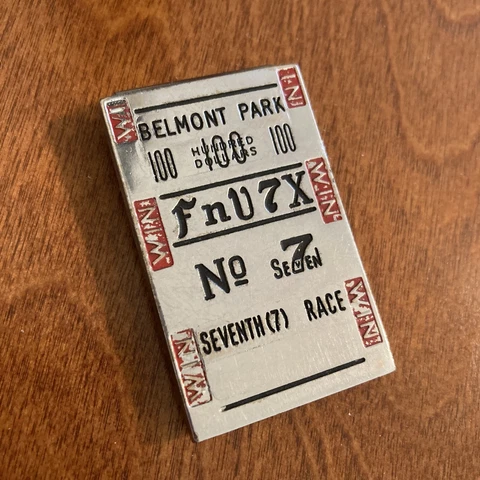 WIN WIN
BELMONT PARK
100 100 100
HUNDRED
DOLLARS
WIN FnU7X WIN
No 7
SEVEN
SEVENTH (7) RACE WIN
WIN